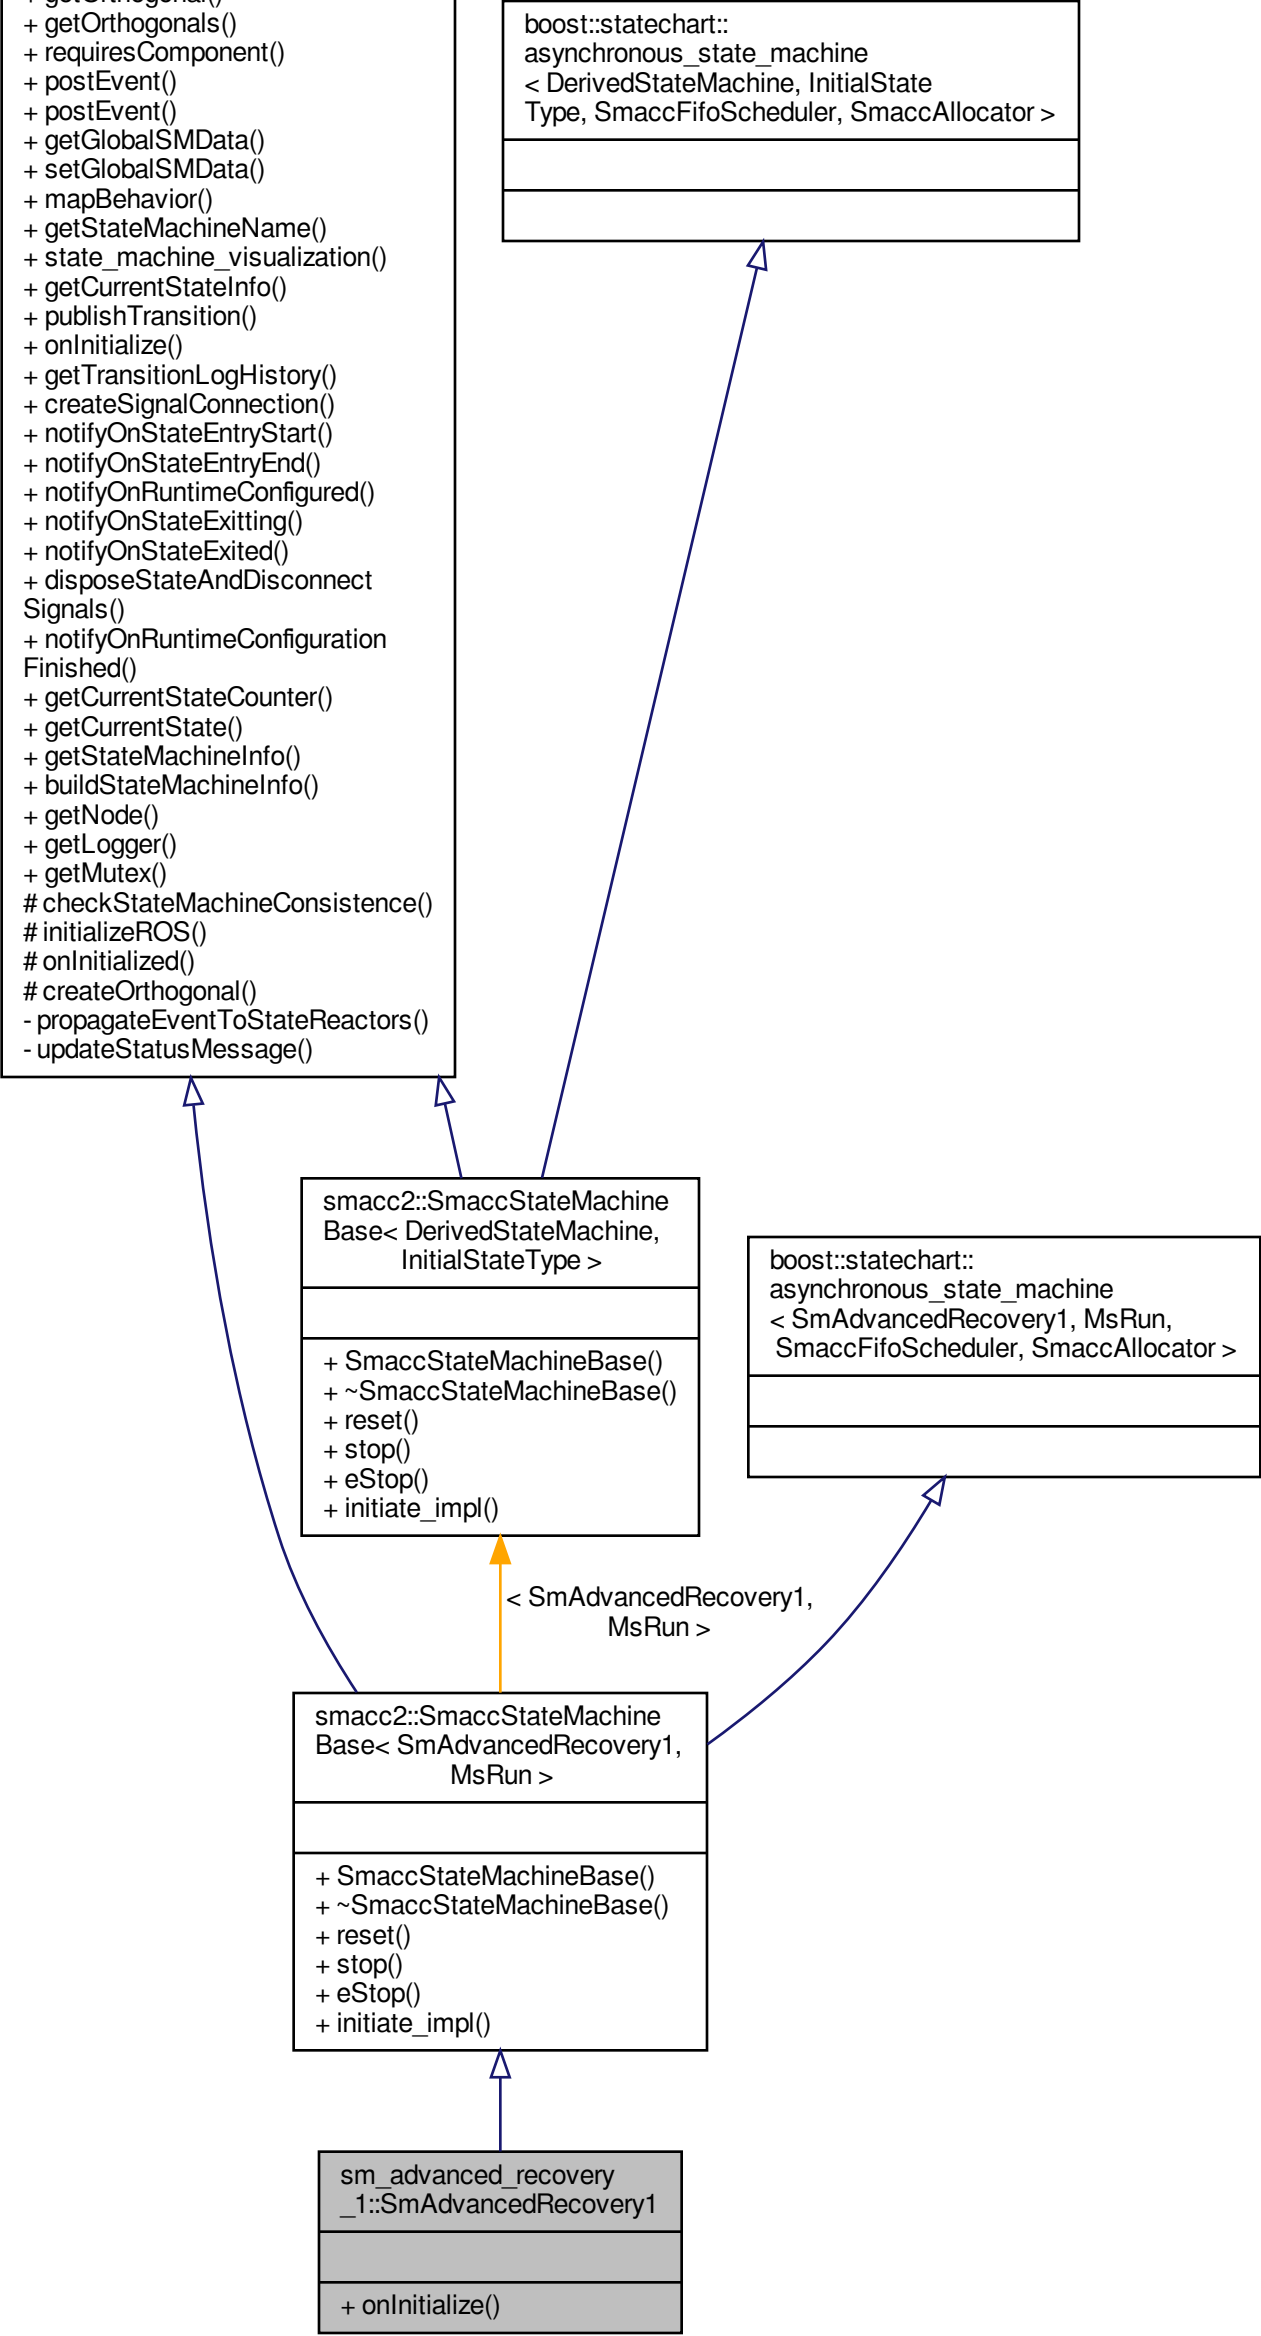 + getOrthogonal()
+ getOrthogonals()
+ requiresComponent()
+ postEvent()
+ postEvent()
+ getGlobalSMData()
+ setGlobalSMData()
+ mapBehavior()
+ getStateMachineName()
+ state_machine_visualization()
+ getCurrentStateInfo()
+ publishTransition()
+ onInitialize()
+ getTransitionLogHistory()
+ createSignalConnection()
+ notifyOnStateEntryStart()
+ notifyOnStateEntryEnd()
+ notifyOnRuntimeConfigured()
+ notifyOnStateExitting()
+ notifyOnStateExited()
+ disposeStateAndDisconnect
Signals()
+ notifyOnRuntimeConfiguration
Finished()
+ getCurrentStateCounter()
+ getCurrentState()
+ getStateMachineInfo()
+ buildStateMachineInfo()
+ getNode()
+ getLogger()
+ getMutex()
# checkStateMachineConsistence()
# initializeROS()
# onInitialized()
# createOrthogonal()
- propagateEventToStateReactors()
- updateStatusMessage()
boost::statechart::
asynchronous_state_machine
< DerivedStateMachine, InitialState
Type, SmaccFifoScheduler, SmaccAllocator >
smacc2::SmaccStateMachine
Base< DerivedStateMachine,
InitialStateType >
+ SmaccStateMachineBase()
+ ~SmaccStateMachineBase()
+ reset()
+ stop()
+ eStop()
+ initiate_impl()
boost::statechart::
asynchronous_state_machine
< SmAdvancedRecovery1, MsRun,
SmaccFifoScheduler, SmaccAllocator >
< SmAdvancedRecovery1,
MsRun >
smacc2::SmaccStateMachine
Base< SmAdvancedRecovery1,
MsRun >
+ SmaccStateMachineBase()
+ ~SmaccStateMachineBase()
+ reset()
+ stop()
+ eStop()
+ initiate_impl()
sm_advanced_recovery
_1::SmAdvancedRecovery1
+ onInitialize()